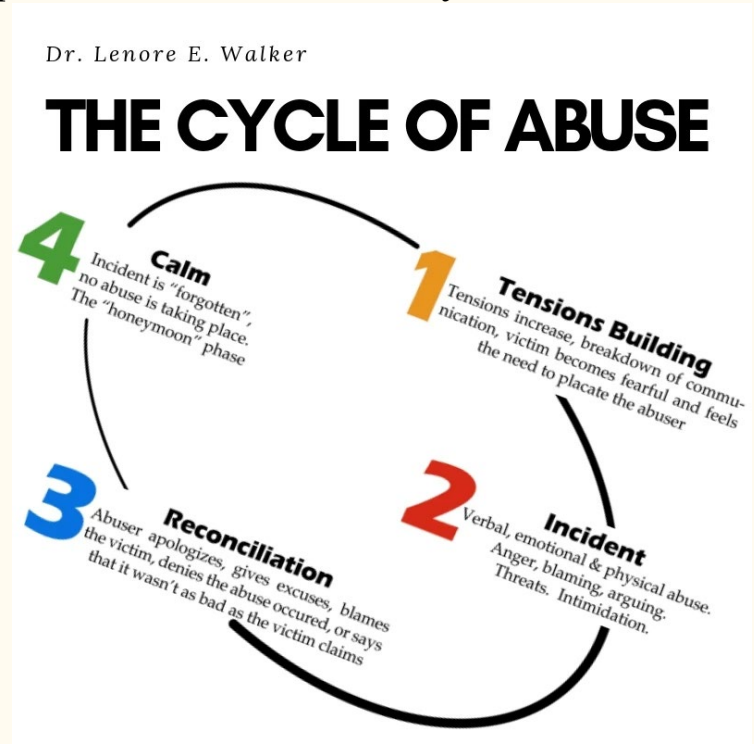 Dr. Lenore E. Walker
THE CYCLE OF ABUSE
1
Tensions Building
Tensions increase, breakdown of commu-
nication, victim becomes fearful and feels
the need to placate the abuser
2
Incident
Verbal, emotional & physical abuse.
Anger, blaming, arguing.
Threats. Intimidation.
3
Reconciliation
Abuser apologizes, gives excuses, blames
the victim, denies the abuse occured, or says
that it wasn't as bad as the victim claims
4
Calm
Incident is "forgotten",
no abuse is taking place.
The "honeymoon" phase